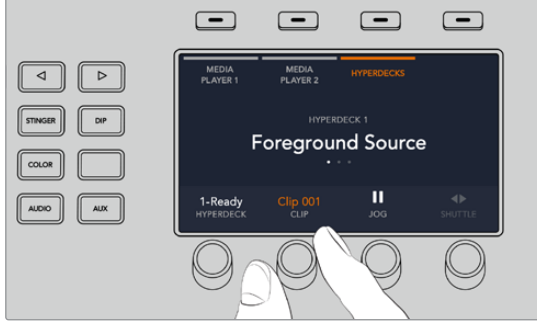 MEDIA PLAYER 1
MEDIA PLAYER 2
HYPERDECKS
HYPERDECK 1
Foreground Source
STINGER
DIP
COLOR
AUDIO
AUX
1-Ready
HYPERDECK
Clip 001
CLIP
JOG
SHUTTLE